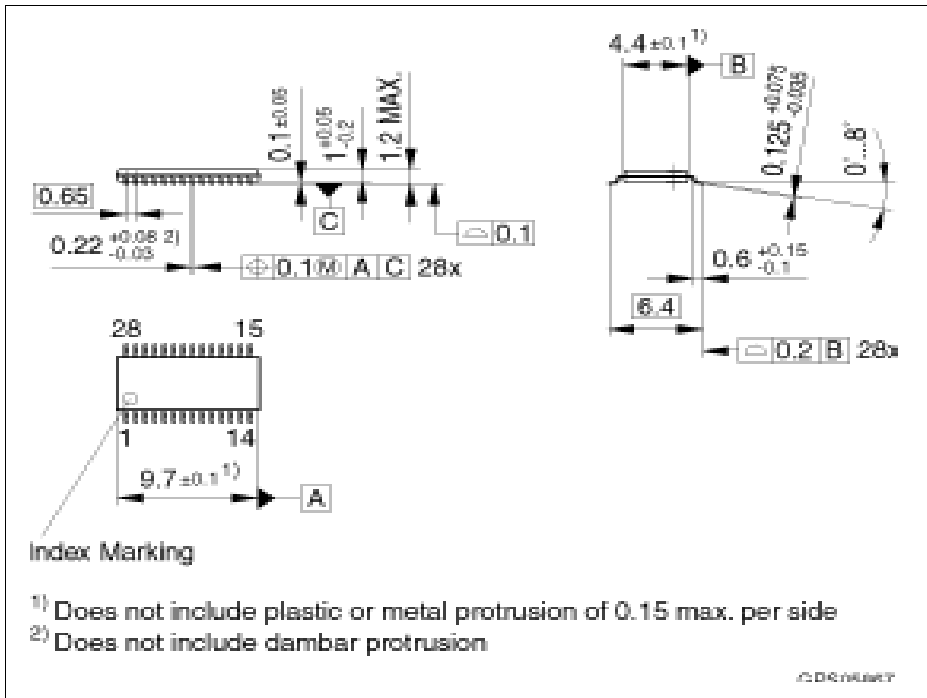 4.4 ±0.1 1)
B
0.1 ±0.05
1 +0.05 -0.2
1.2 MAX.
0.125 +0.075 -0.035
0˚...8˚
0.65
C
⌓ 0.1
0.22 +0.08 2) -0.03
⌖ 0.1 Ⓜ A C 28x
0.6 +0.15 -0.1
6.4
⌓ 0.2 B 28x
28 15
1 14
9.7 ±0.1 1)
A
Index Marking
1) Does not include plastic or metal protrusion of 0.15 max. per side
2) Does not include dambar protrusion